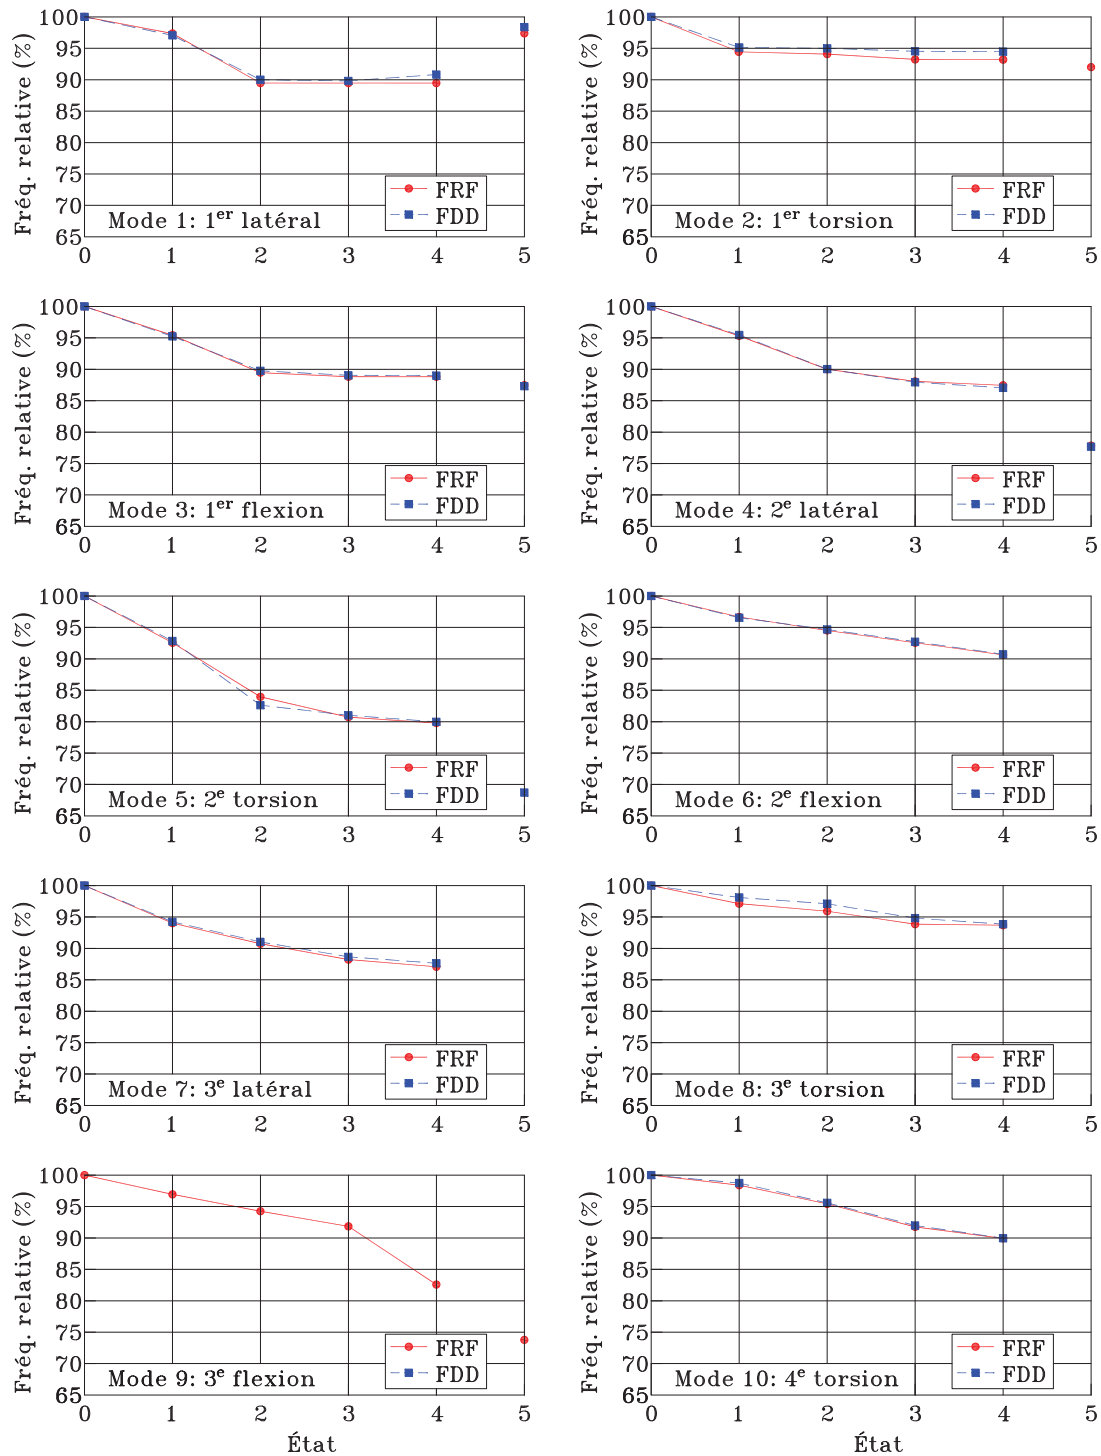 Fréq. relative (%)
100
95
90
85
80
75
70
65
0 1 2 3 4 5
Mode 1: 1er latéral
FRF
FDD
Fréq. relative (%)
100
95
90
85
80
75
70
65
0 1 2 3 4 5
Mode 2: 1er torsion
FRF
FDD
Fréq. relative (%)
100
95
90
85
80
75
70
65
0 1 2 3 4 5
Mode 3: 1er flexion
FRF
FDD
Fréq. relative (%)
100
95
90
85
80
75
70
65
0 1 2 3 4 5
Mode 4: 2e latéral
FRF
FDD
Fréq. relative (%)
100
95
90
85
80
75
70
65
0 1 2 3 4 5
Mode 5: 2e torsion
FRF
FDD
Fréq. relative (%)
100
95
90
85
80
75
70
65
0 1 2 3 4 5
Mode 6: 2e flexion
FRF
FDD
Fréq. relative (%)
100
95
90
85
80
75
70
65
0 1 2 3 4 5
Mode 7: 3e latéral
FRF
FDD
Fréq. relative (%)
100
95
90
85
80
75
70
65
0 1 2 3 4 5
Mode 8: 3e torsion
FRF
FDD
Fréq. relative (%)
100
95
90
85
80
75
70
65
0 1 2 3 4 5
Mode 9: 3e flexion
FRF
FDD
État
Fréq. relative (%)
100
95
90
85
80
75
70
65
0 1 2 3 4 5
Mode 10: 4e torsion
FRF
FDD
État